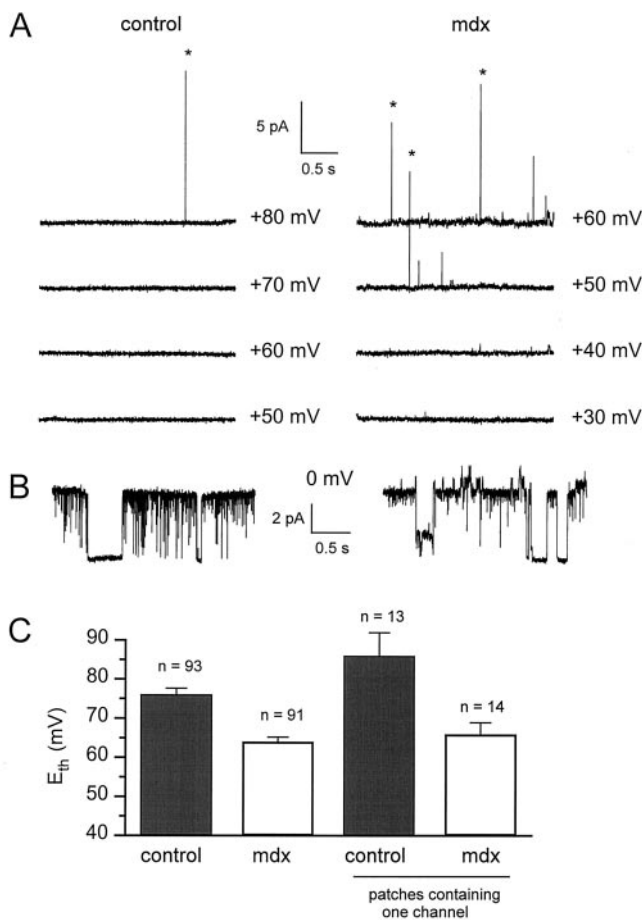 A
control
mdx
*
*
*
*
5 pA
0.5 s
+80 mV
+60 mV
+70 mV
+50 mV
+60 mV
+40 mV
+50 mV
+30 mV
B
0 mV
2 pA
0.5 s
C
E_th (mV)
90
80
70
60
50
40
n = 93
n = 91
n = 13
n = 14
control
mdx
control
mdx
patches containing
one channel